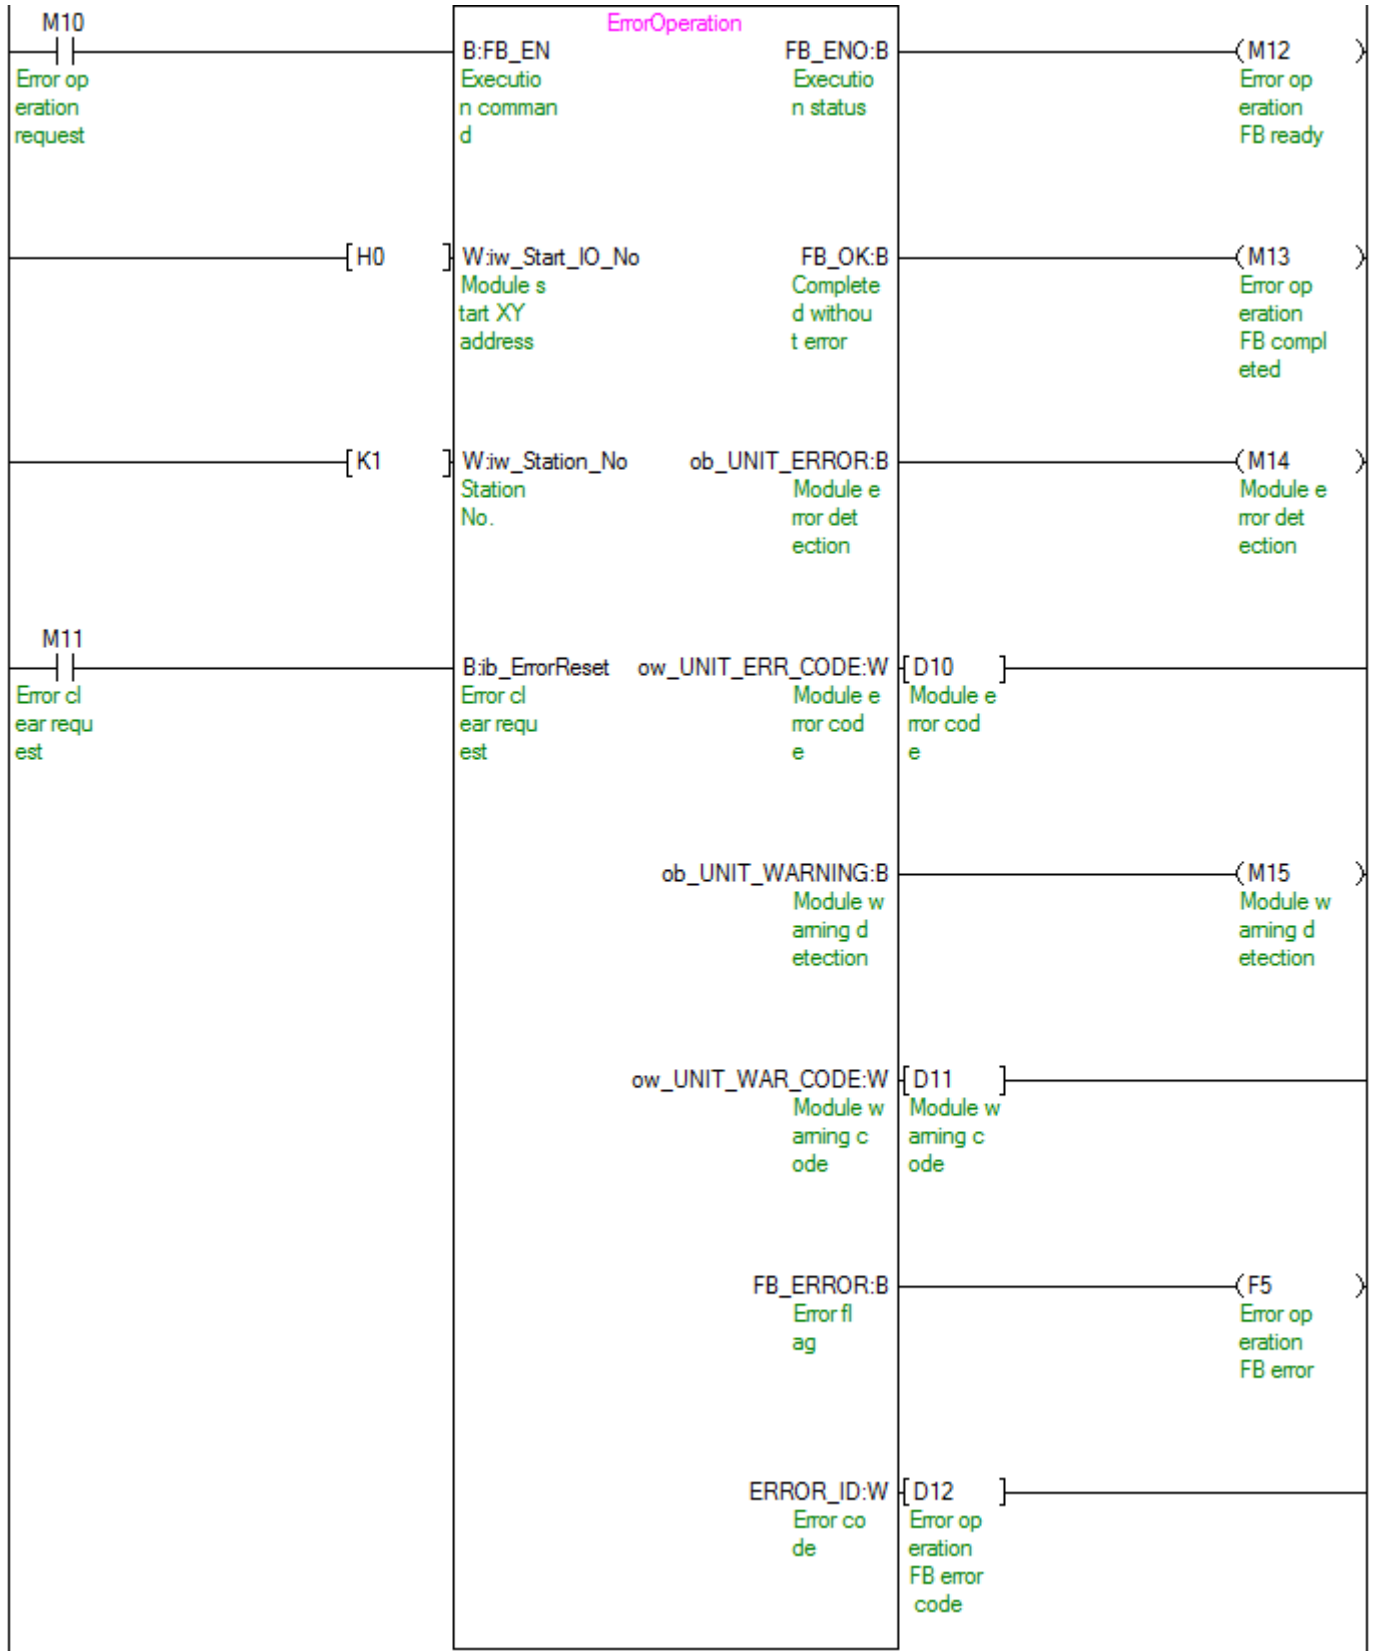 ErrorOperation
M10
B:FB_EN
FB_ENO:B
(M12 )
Error op
eration
request
Executio
n comman
d
Executio
n status
Error op
eration
FB ready
[ H0 ]
W:iw_Start_IO_No
FB_OK:B
(M13 )
Module s
tart XY
address
Complete
d withou
t error
Error op
eration
FB compl
eted
[ K1 ]
W:iw_Station_No
ob_UNIT_ERROR:B
(M14 )
Station
No.
Module e
rror det
ection
Module e
rror det
ection
M11
B:ib_ErrorReset
ow_UNIT_ERR_CODE:W
[ D10 ]
Error cl
ear requ
est
Error cl
ear requ
est
Module e
rror cod
e
Module e
rror cod
e
ob_UNIT_WARNING:B
(M15 )
Module w
arning d
etection
Module w
arning d
etection
ow_UNIT_WAR_CODE:W
[ D11 ]
Module w
arning c
ode
Module w
arning c
ode
FB_ERROR:B
(F5 )
Error fl
ag
Error op
eration
FB error
ERROR_ID:W
[ D12 ]
Error co
de
Error op
eration
FB error
code